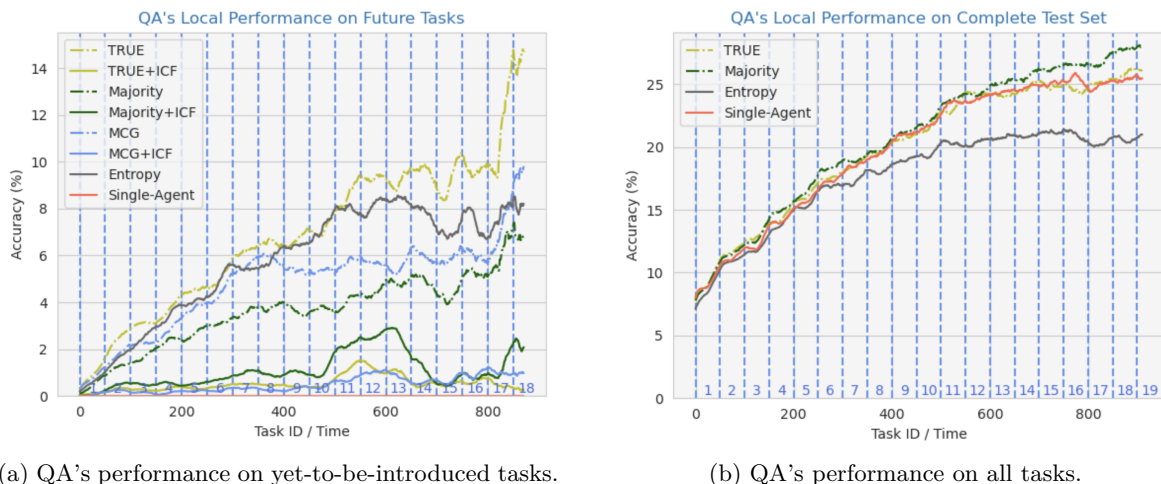 QA's Local Performance on Future Tasks
TRUE
TRUE+ICF
Majority
Majority+ICF
MCG
MCG+ICF
Entropy
Single-Agent
Accuracy (%)
14
12
10
8
6
4
2
0
2 3 4 5 6 7 8 9 10 11 12 13 14 15 16 17 18
0 200 400 600 800
Task ID / Time
(a) QA's performance on yet-to-be-introduced tasks.
QA's Local Performance on Complete Test Set
TRUE
Majority
Entropy
Single-Agent
Accuracy (%)
25
20
15
10
5
0
1 2 3 4 5 6 7 8 9 10 11 12 13 14 15 16 17 18 19
0 200 400 600 800
Task ID / Time
(b) QA's performance on all tasks.